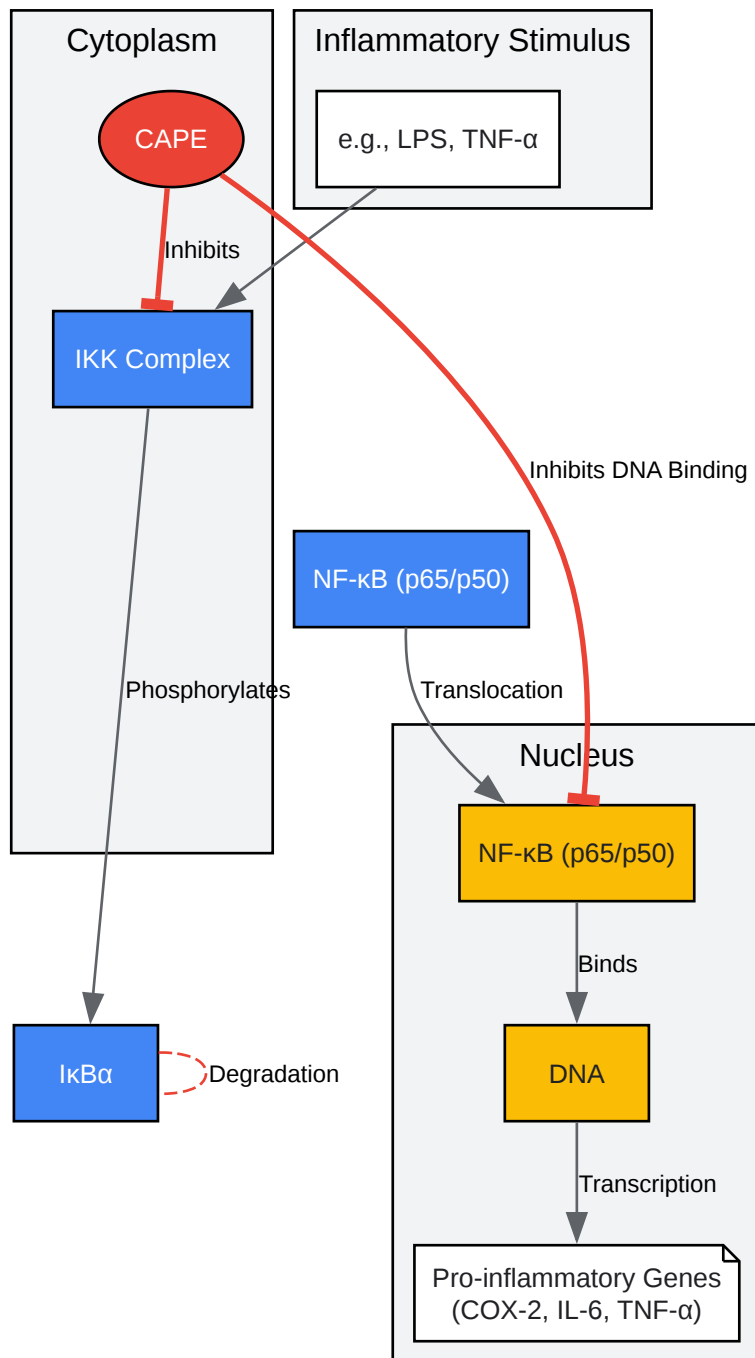 Cytoplasm
Inflammatory Stimulus
CAPE
e.g., LPS, TNF-α
Inhibits
IKK Complex
Inhibits DNA Binding
NF-κB (p65/p50)
Phosphorylates
Translocation
Nucleus
NF-κB (p65/p50)
Binds
IκBα
Degradation
DNA
Transcription
Pro-inflammatory Genes
(COX-2, IL-6, TNF-α)